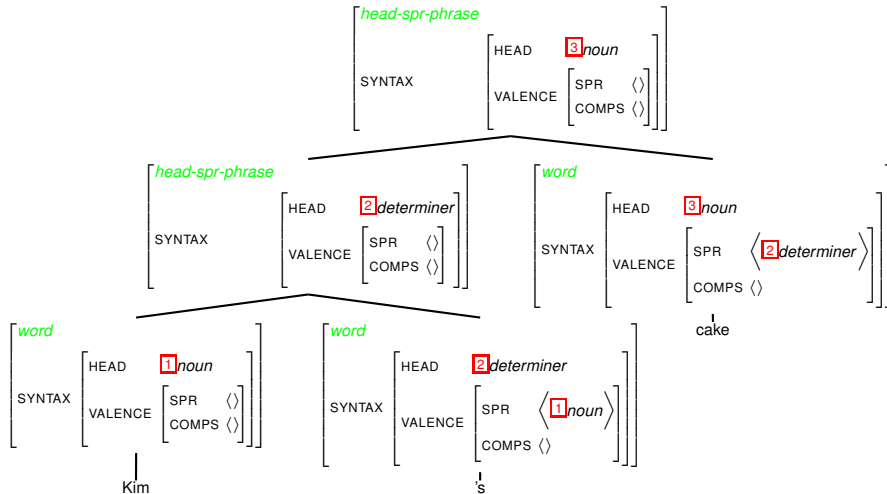 head-spr-phrase
HEAD 3 noun
SYNTAX
VALENCE
SPR ⟨⟩
COMPS ⟨⟩
head-spr-phrase
HEAD 2 determiner
SYNTAX
VALENCE
SPR ⟨⟩
COMPS ⟨⟩
word
HEAD 3 noun
SYNTAX
VALENCE
SPR ⟨2 determiner⟩
COMPS ⟨⟩
cake
word
HEAD 1 noun
SYNTAX
VALENCE
SPR ⟨⟩
COMPS ⟨⟩
Kim
word
HEAD 2 determiner
SYNTAX
VALENCE
SPR ⟨1 noun⟩
COMPS ⟨⟩
's